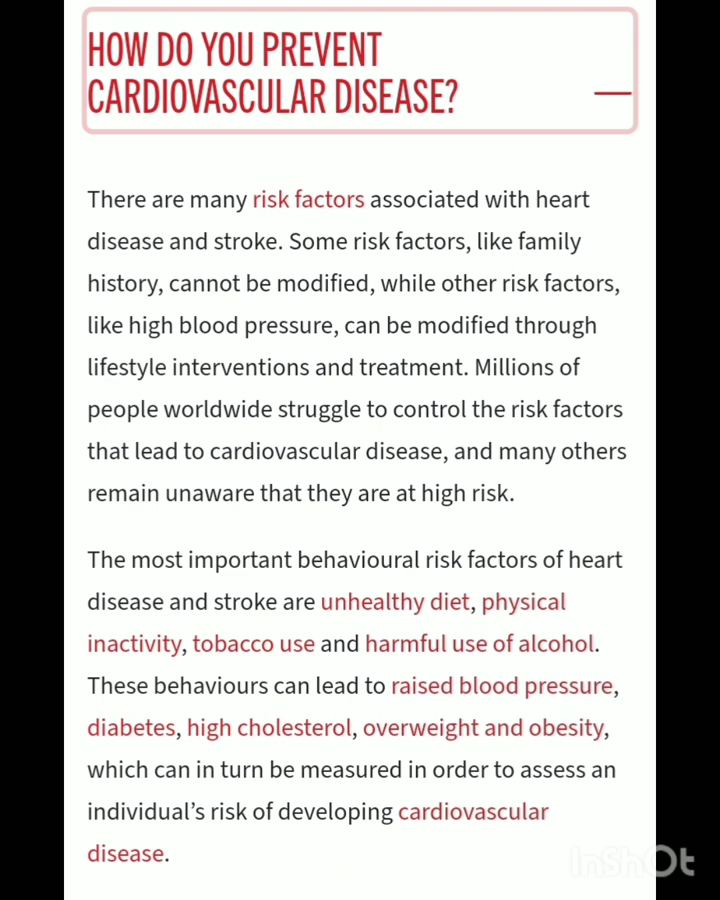 HOW DO YOU PREVENT
CARDIOVASCULAR DISEASE?
There are many risk factors associated with heart
disease and stroke. Some risk factors, like family
history, cannot be modified, while other risk factors,
like high blood pressure, can be modified through
lifestyle interventions and treatment. Millions of
people worldwide struggle to control the risk factors
that lead to cardiovascular disease, and many others
remain unaware that they are at high risk.
The most important behavioural risk factors of heart
disease and stroke are unhealthy diet, physical
inactivity, tobacco use and harmful use of alcohol.
These behaviours can lead to raised blood pressure,
diabetes, high cholesterol, overweight and obesity,
which can in turn be measured in order to assess an
individual’s risk of developing cardiovascular
disease.
InShOt